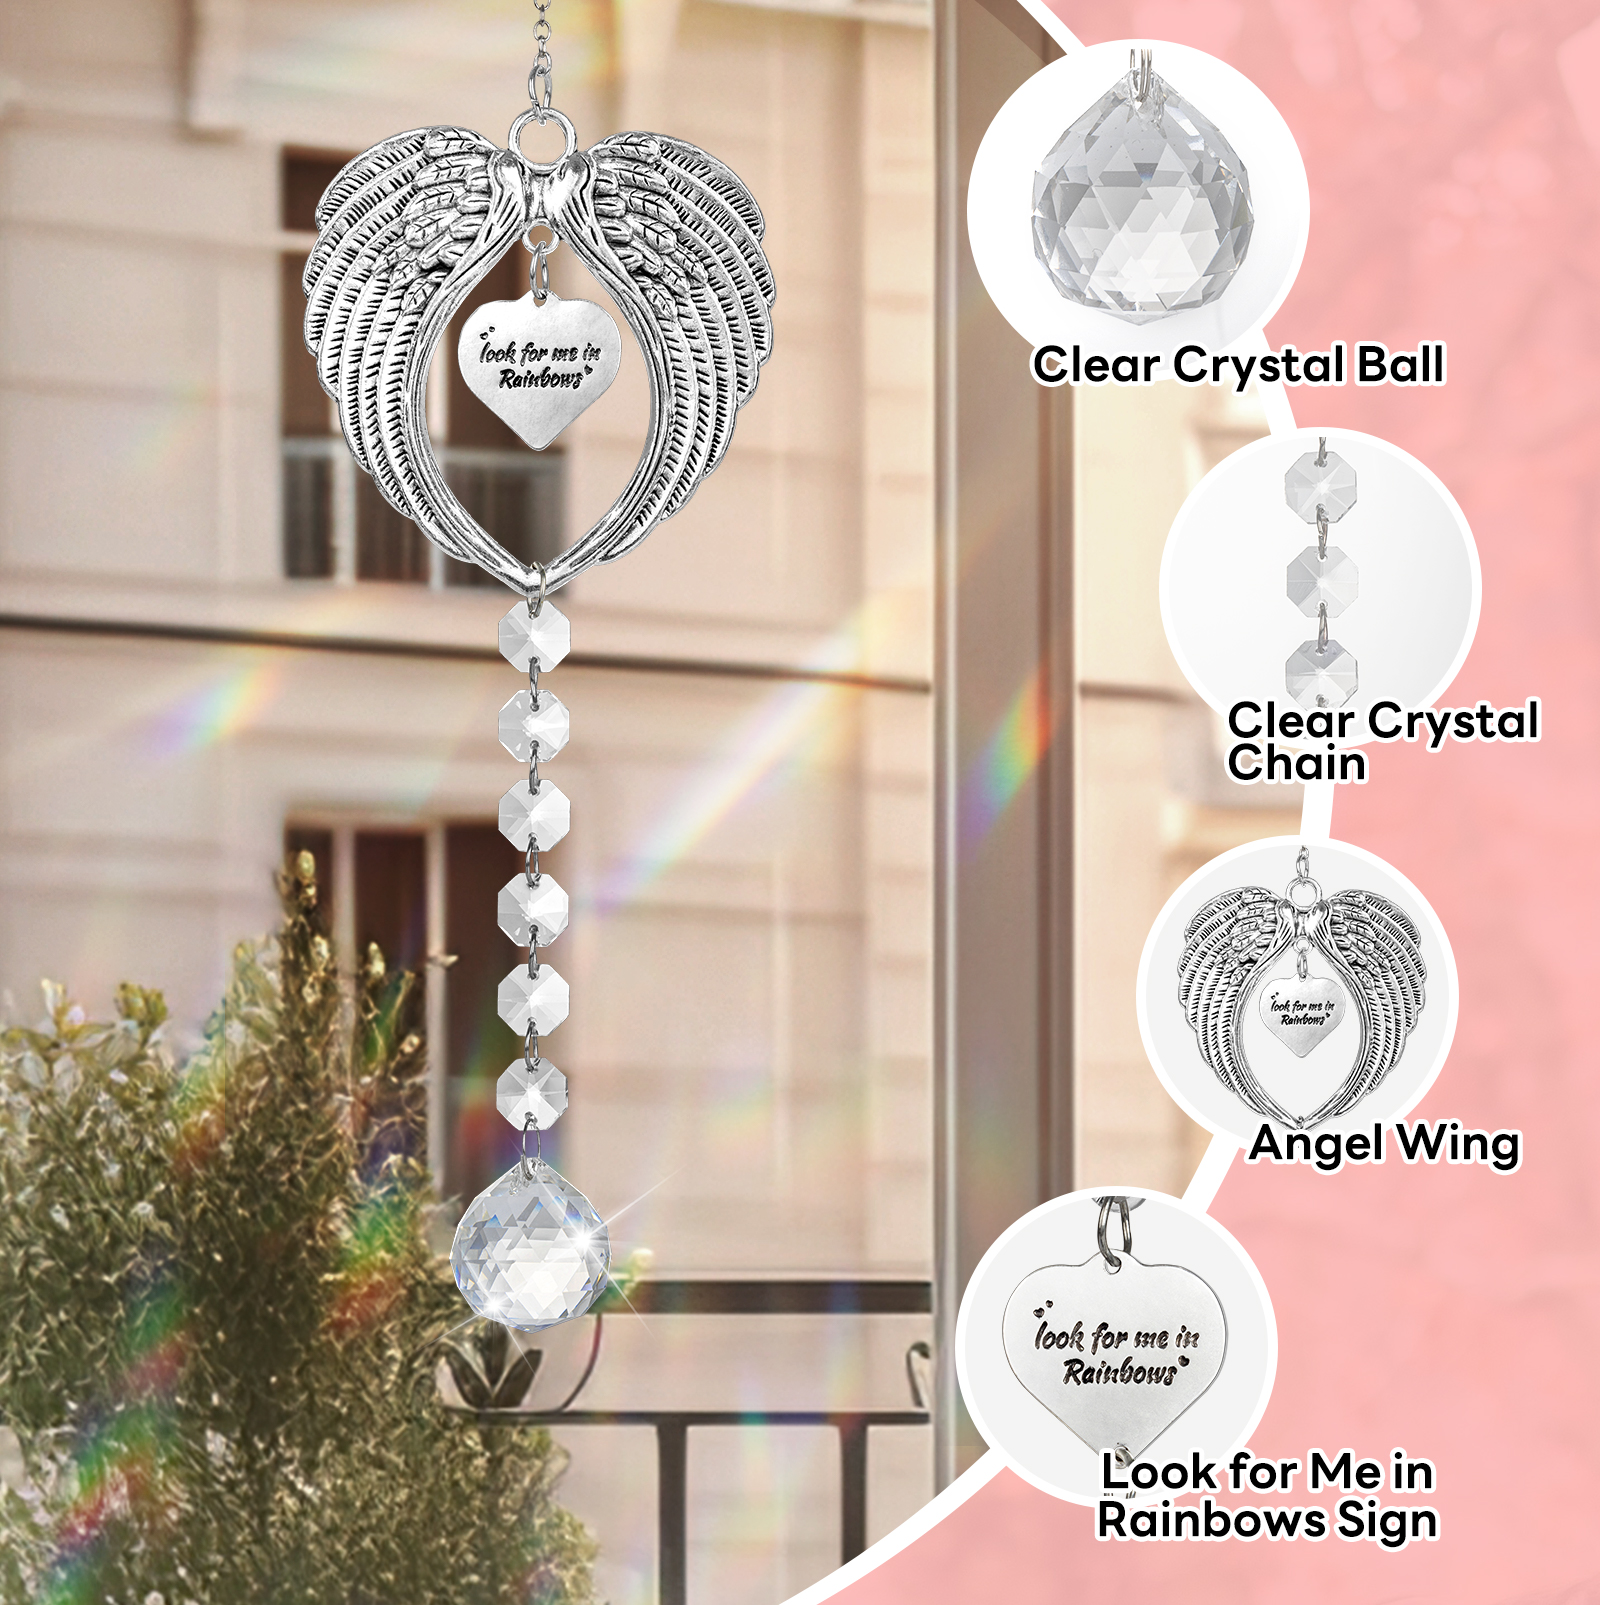 look for me in
Rainbows
Clear Crystal Ball
Clear Crystal
Chain
look for me in
Rainbows
Angel Wing
look for me in
Rainbows
Look for Me in
Rainbows Sign